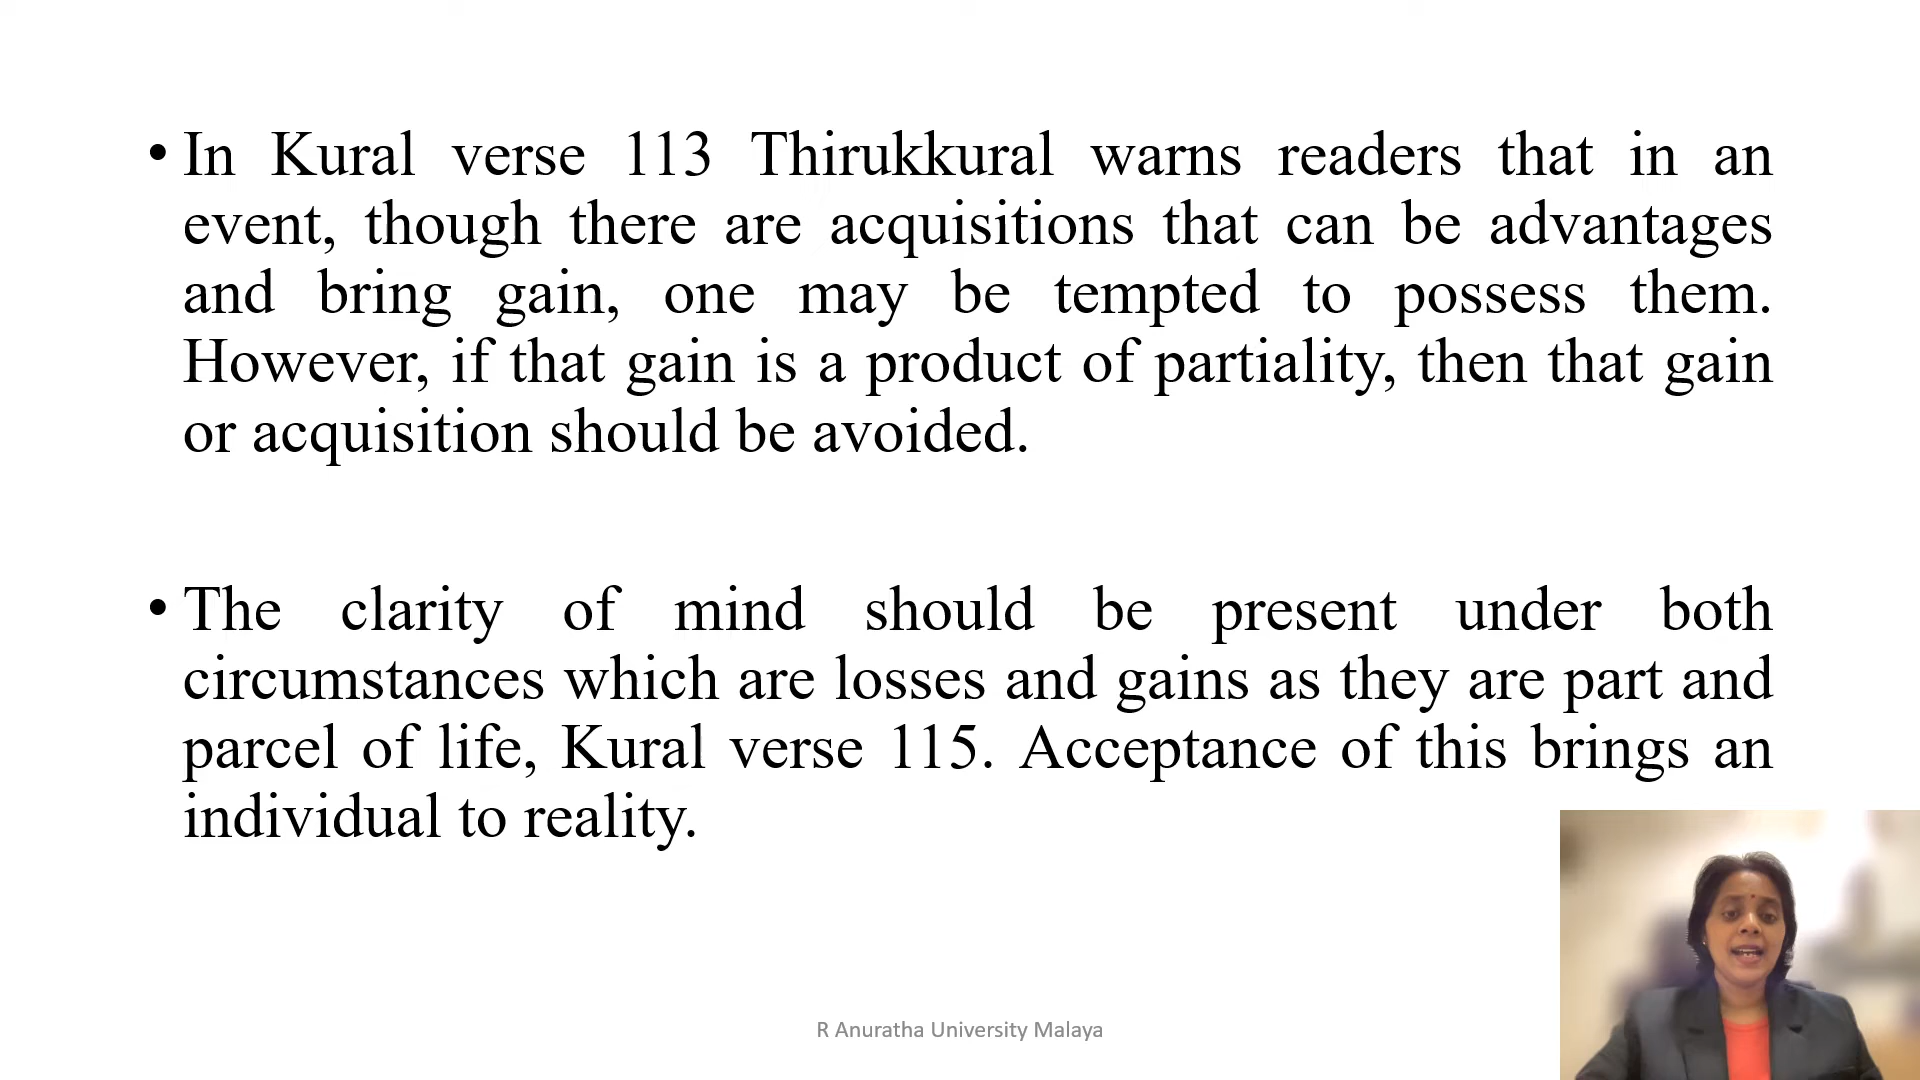 • In Kural verse 113 Thirukkural warns readers that in an
event, though there are acquisitions that can be advantages
and bring gain, one may be tempted to possess them.
However, if that gain is a product of partiality, then that gain
or acquisition should be avoided.
• The clarity of mind should be present under both
circumstances which are losses and gains as they are part and
parcel of life, Kural verse 115. Acceptance of this brings an
individual to reality.
R Anuratha University Malaya